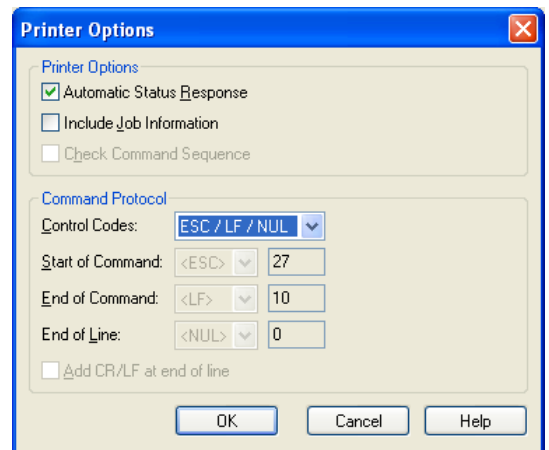 Printer Options
Printer Options
Automatic Status Response
Include Job Information
Check Command Sequence
Command Protocol
Control Codes: ESC / LF / NUL
Start of Command: <ESC> 27
End of Command: <LF> 10
End of Line: <NUL> 0
Add CR/LF at end of line
OK Cancel Help